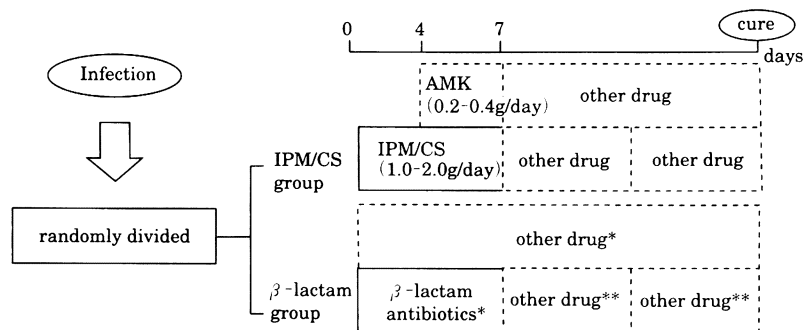 0 4 7 cure
days
Infection
AMK
(0.2-0.4g/day)
other drug
IPM/CS
group
IPM/CS
(1.0-2.0g/day)
other drug
other drug
randomly divided
other drug*
β-lactam
group
β-lactam
antibiotics*
other drug**
other drug**